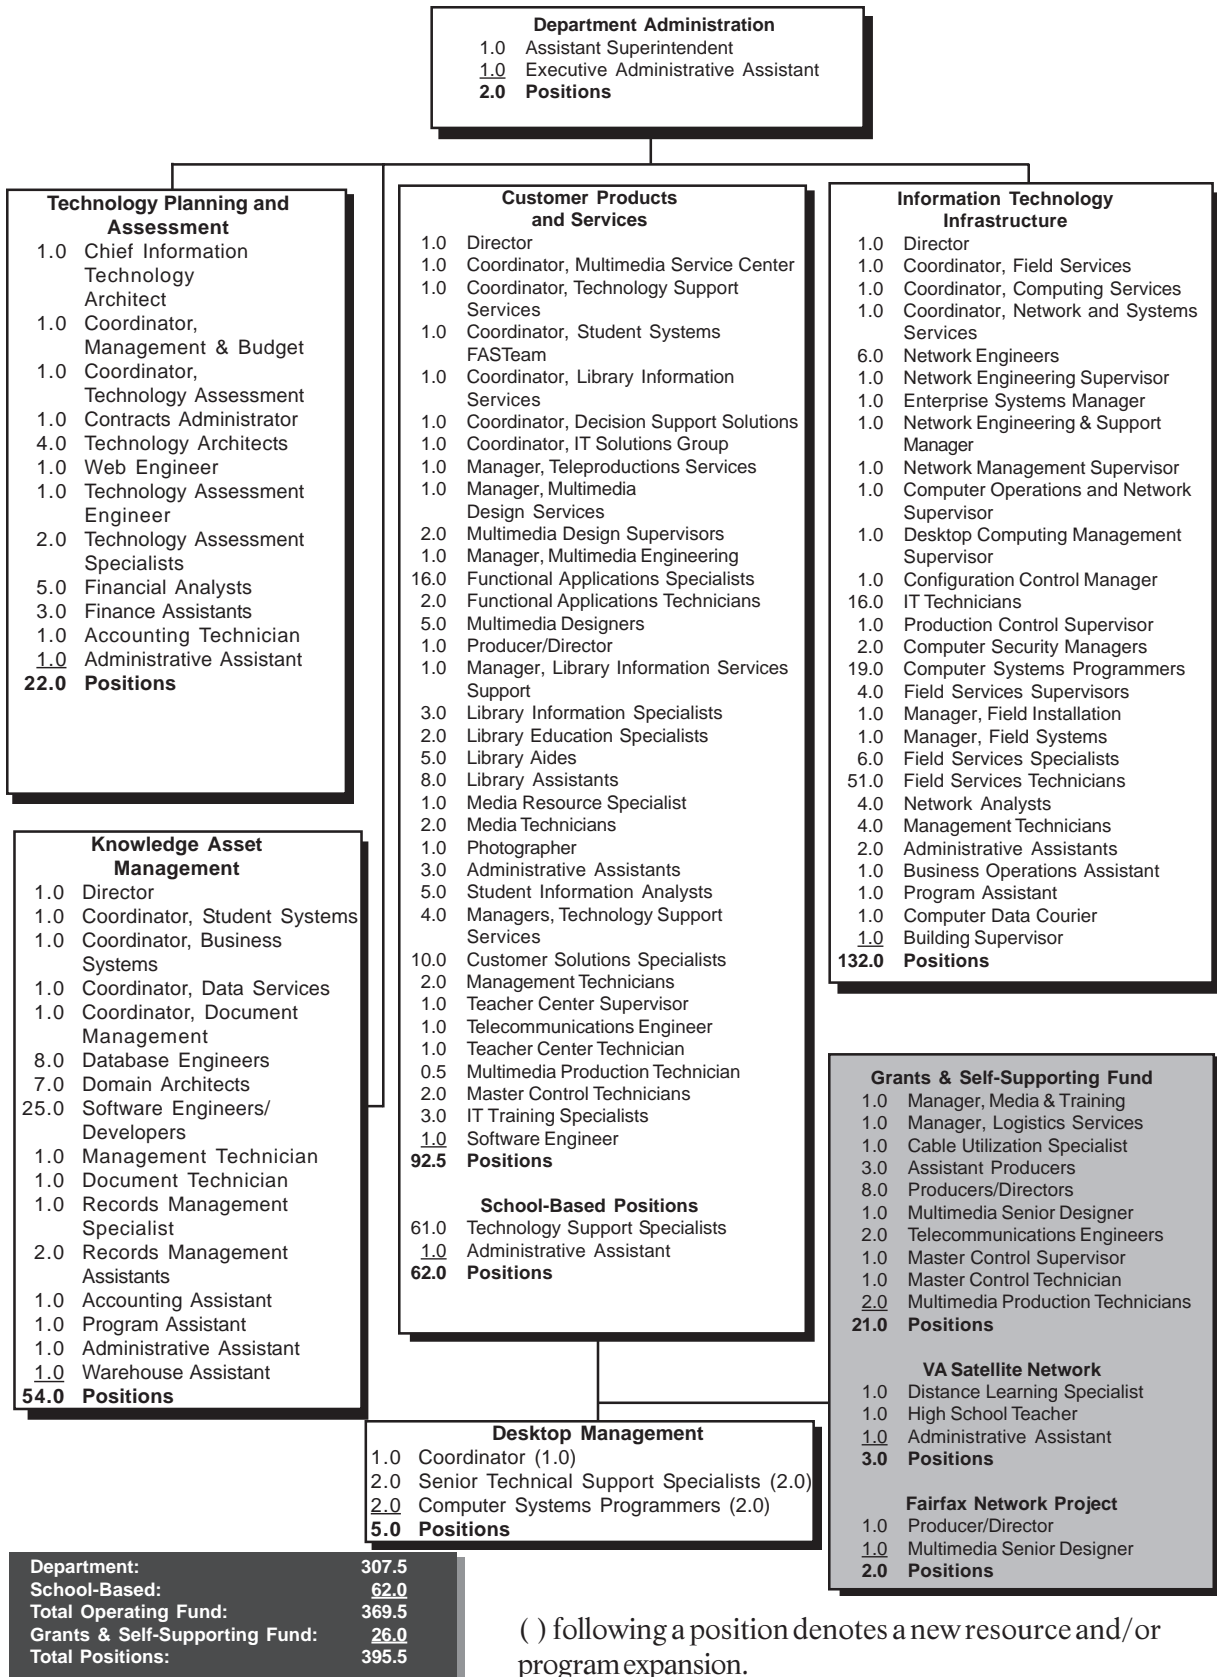 Department Administration
1.0 Assistant Superintendent
1.0 Executive Administrative Assistant
2.0 Positions
Technology Planning and
Assessment
1.0 Chief Information
Technology
Architect
1.0 Coordinator,
Management & Budget
1.0 Coordinator,
Technology Assessment
1.0 Contracts Administrator
4.0 Technology Architects
1.0 Web Engineer
1.0 Technology Assessment
Engineer
2.0 Technology Assessment
Specialists
5.0 Financial Analysts
3.0 Finance Assistants
1.0 Accounting Technician
1.0 Administrative Assistant
22.0 Positions
Knowledge Asset
Management
1.0 Director
1.0 Coordinator, Student Systems
1.0 Coordinator, Business
Systems
1.0 Coordinator, Data Services
1.0 Coordinator, Document
Management
8.0 Database Engineers
7.0 Domain Architects
25.0 Software Engineers/
Developers
1.0 Management Technician
1.0 Document Technician
1.0 Records Management
Specialist
2.0 Records Management
Assistants
1.0 Accounting Assistant
1.0 Program Assistant
1.0 Administrative Assistant
1.0 Warehouse Assistant
54.0 Positions
Customer Products
and Services
1.0 Director
1.0 Coordinator, Multimedia Service Center
1.0 Coordinator, Technology Support
Services
1.0 Coordinator, Student Systems
FASTeam
1.0 Coordinator, Library Information
Services
1.0 Coordinator, Decision Support Solutions
1.0 Coordinator, IT Solutions Group
1.0 Manager, Teleproductions Services
1.0 Manager, Multimedia
Design Services
2.0 Multimedia Design Supervisors
1.0 Manager, Multimedia Engineering
16.0 Functional Applications Specialists
2.0 Functional Applications Technicians
5.0 Multimedia Designers
1.0 Producer/Director
1.0 Manager, Library Information Services
Support
3.0 Library Information Specialists
2.0 Library Education Specialists
5.0 Library Aides
8.0 Library Assistants
1.0 Media Resource Specialist
2.0 Media Technicians
1.0 Photographer
3.0 Administrative Assistants
5.0 Student Information Analysts
4.0 Managers, Technology Support
Services
10.0 Customer Solutions Specialists
2.0 Management Technicians
1.0 Teacher Center Supervisor
1.0 Telecommunications Engineer
1.0 Teacher Center Technician
0.5 Multimedia Production Technician
2.0 Master Control Technicians
3.0 IT Training Specialists
1.0 Software Engineer
92.5 Positions
School-Based Positions
61.0 Technology Support Specialists
1.0 Administrative Assistant
62.0 Positions
Information Technology
Infrastructure
1.0 Director
1.0 Coordinator, Field Services
1.0 Coordinator, Computing Services
1.0 Coordinator, Network and Systems
Services
6.0 Network Engineers
1.0 Network Engineering Supervisor
1.0 Enterprise Systems Manager
1.0 Network Engineering & Support
Manager
1.0 Network Management Supervisor
1.0 Computer Operations and Network
Supervisor
1.0 Desktop Computing Management
Supervisor
1.0 Configuration Control Manager
16.0 IT Technicians
1.0 Production Control Supervisor
2.0 Computer Security Managers
19.0 Computer Systems Programmers
4.0 Field Services Supervisors
1.0 Manager, Field Installation
1.0 Manager, Field Systems
6.0 Field Services Specialists
51.0 Field Services Technicians
4.0 Network Analysts
4.0 Management Technicians
2.0 Administrative Assistants
1.0 Business Operations Assistant
1.0 Program Assistant
1.0 Computer Data Courier
1.0 Building Supervisor
132.0 Positions
Grants & Self-Supporting Fund
1.0 Manager, Media & Training
1.0 Manager, Logistics Services
1.0 Cable Utilization Specialist
3.0 Assistant Producers
8.0 Producers/Directors
1.0 Multimedia Senior Designer
2.0 Telecommunications Engineers
1.0 Master Control Supervisor
1.0 Master Control Technician
2.0 Multimedia Production Technicians
21.0 Positions
VA Satellite Network
1.0 Distance Learning Specialist
1.0 High School Teacher
1.0 Administrative Assistant
3.0 Positions
Fairfax Network Project
1.0 Producer/Director
1.0 Multimedia Senior Designer
2.0 Positions
Desktop Management
1.0 Coordinator (1.0)
2.0 Senior Technical Support Specialists (2.0)
2.0 Computer Systems Programmers (2.0)
5.0 Positions
Department: 307.5
School-Based: 62.0
Total Operating Fund: 369.5
Grants & Self-Supporting Fund: 26.0
Total Positions: 395.5
( ) following a position denotes a new resource and/or
program expansion.